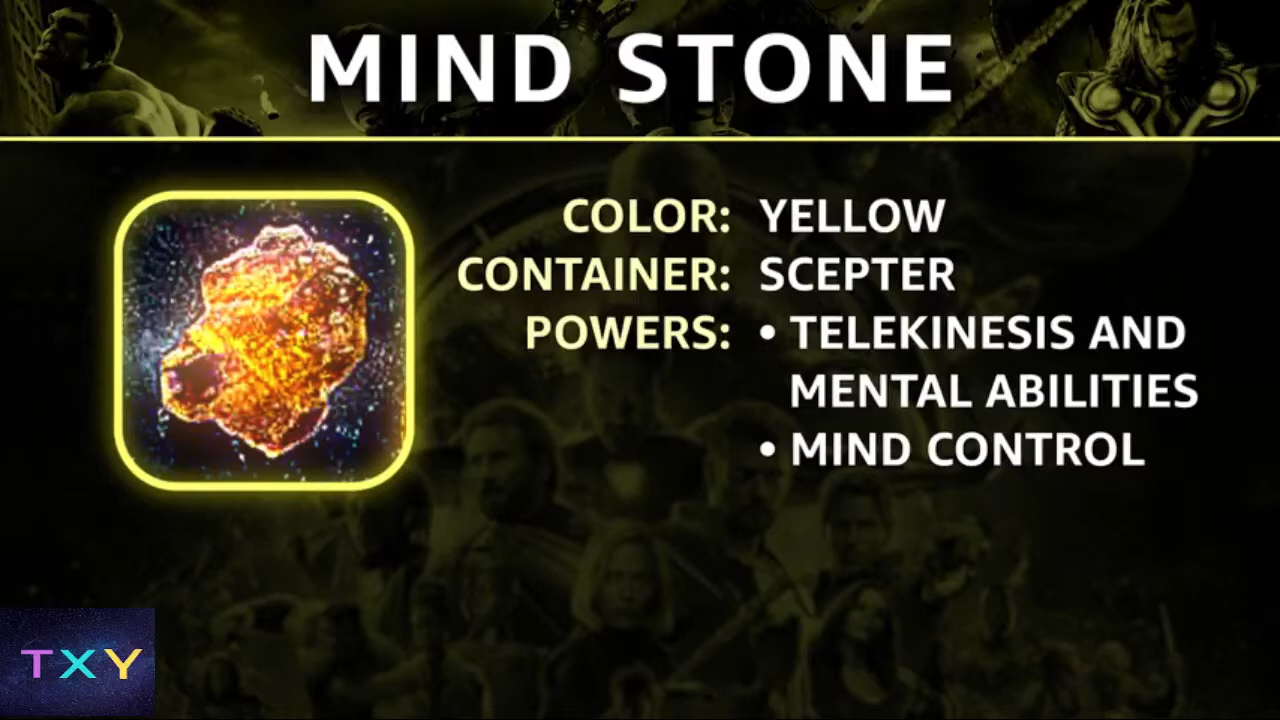 MIND STONE
COLOR: YELLOW
CONTAINER: SCEPTER
POWERS: • TELEKINESIS AND
MENTAL ABILITIES
• MIND CONTROL
TXY